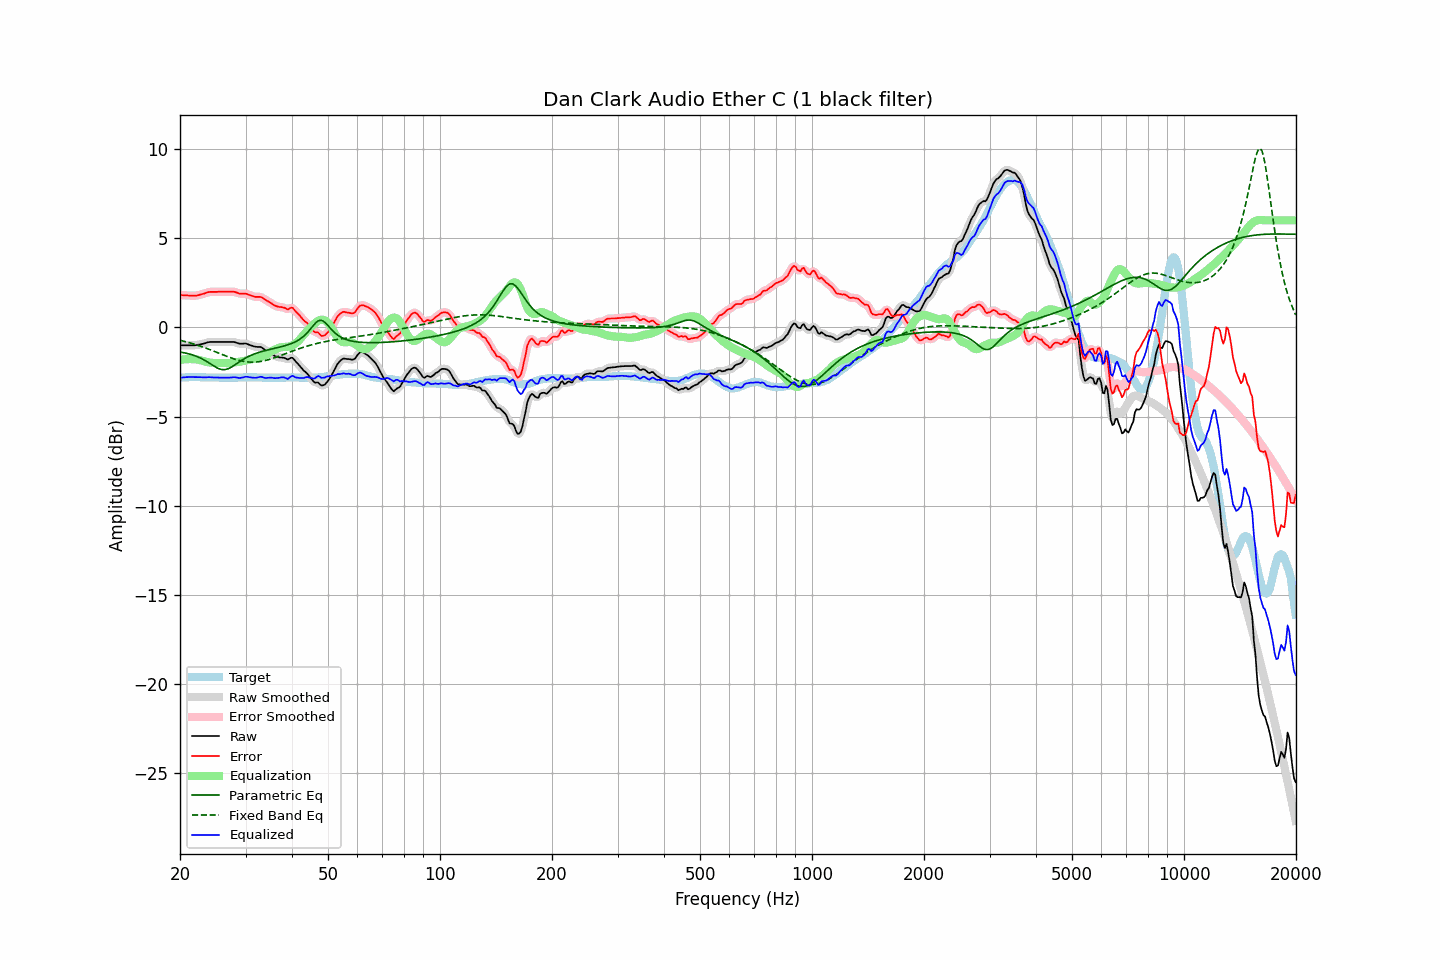 Dan Clark Audio Ether C (1 black filter)
10
5
0
−5
−10
−15
−20
−25
Amplitude (dBr)
Target
Raw Smoothed
Error Smoothed
Raw
Error
Equalization
Parametric Eq
Fixed Band Eq
Equalized
20 50 100 200 500 1000 2000 5000 10000 20000
Frequency (Hz)